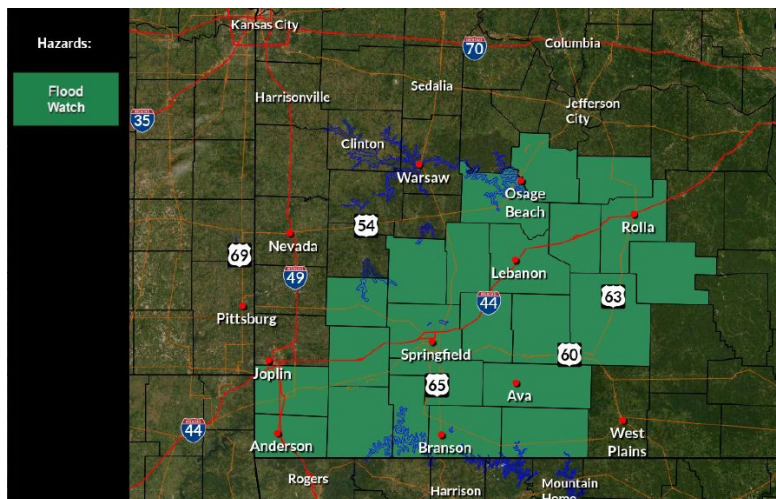 Hazards:
Flood
Watch
Kansas City
70
Columbia
Sedalia
Harrisonville
Jefferson
City
35
Clinton
Warsaw
Osage
Beach
54
Rolla
Nevada
69
Lebanon
49
63
44
Pittsburg
Springfield
60
Joplin
65
Ava
44
Anderson
Branson
West
Plains
Rogers
Harrison
Mountain
Home